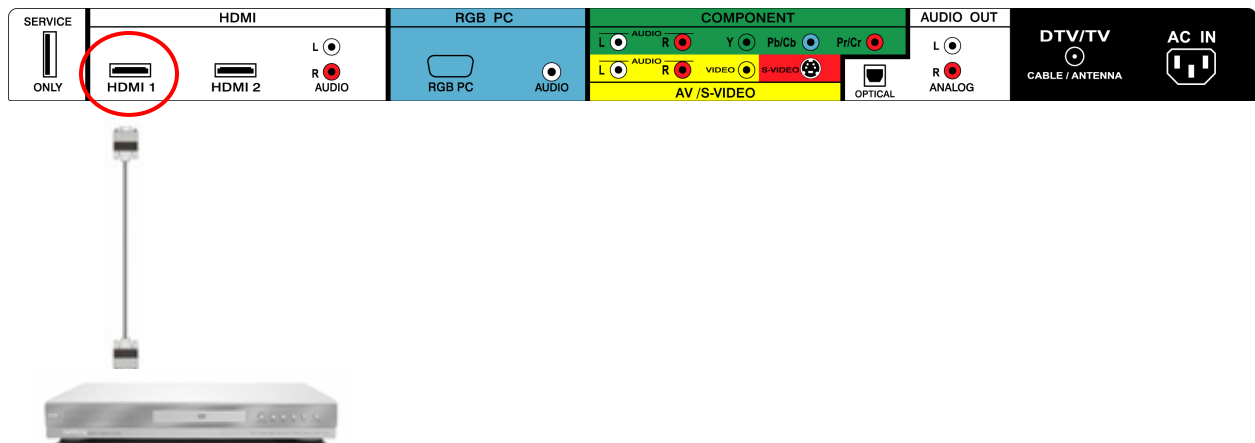 SERVICE
ONLY
HDMI
HDMI 1
HDMI 2
L
R
AUDIO
RGB PC
RGB PC
AUDIO
COMPONENT
L AUDIO R Y Pb/Cb Pr/Cr
L AUDIO R VIDEO S-VIDEO
AV /S-VIDEO
OPTICAL
AUDIO OUT
L
R
ANALOG
DTV/TV
CABLE / ANTENNA
AC IN